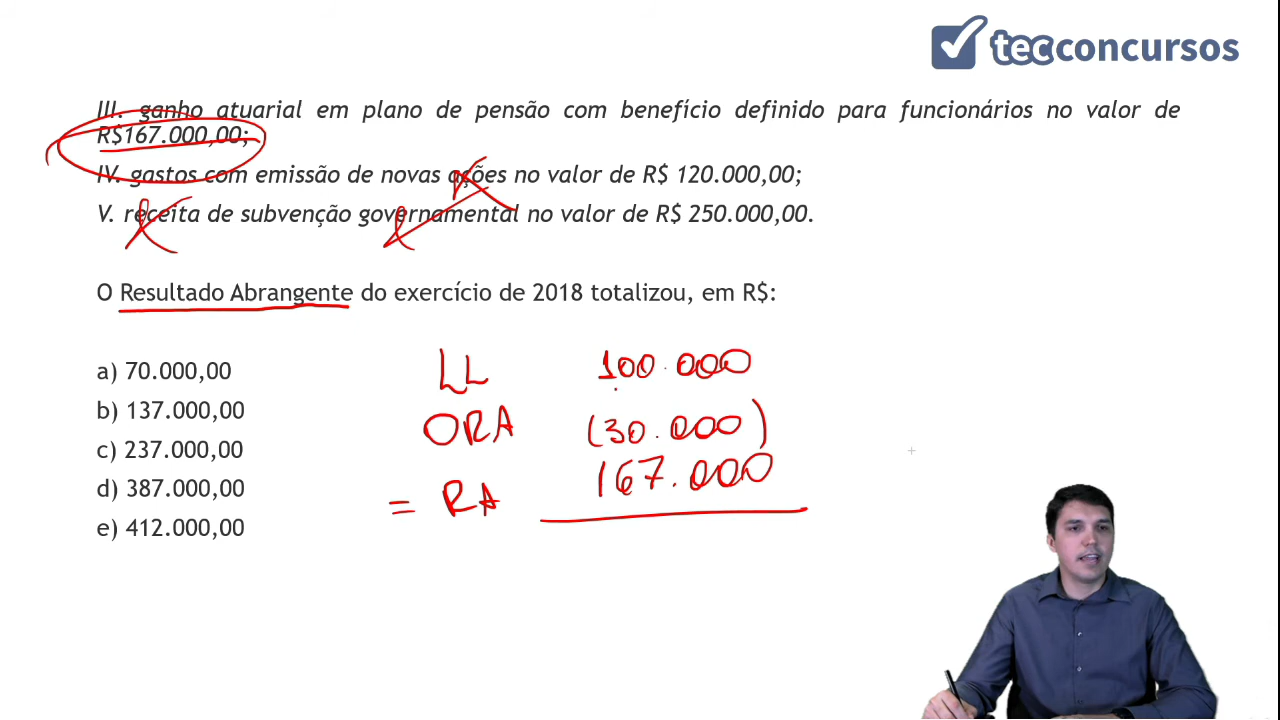 tecconcursos
III. ganho atuarial em plano de pensão com benefício definido para funcionários no valor de
R$167.000,00;
IV. gastos com emissão de novas ações no valor de R$ 120.000,00;
V. receita de subvenção governamental no valor de R$ 250.000,00.
O Resultado Abrangente do exercício de 2018 totalizou, em R$:
a) 70.000,00
b) 137.000,00
c) 237.000,00
d) 387.000,00
e) 412.000,00
LL 100.000
ORA (30.000)
167.000
= RA